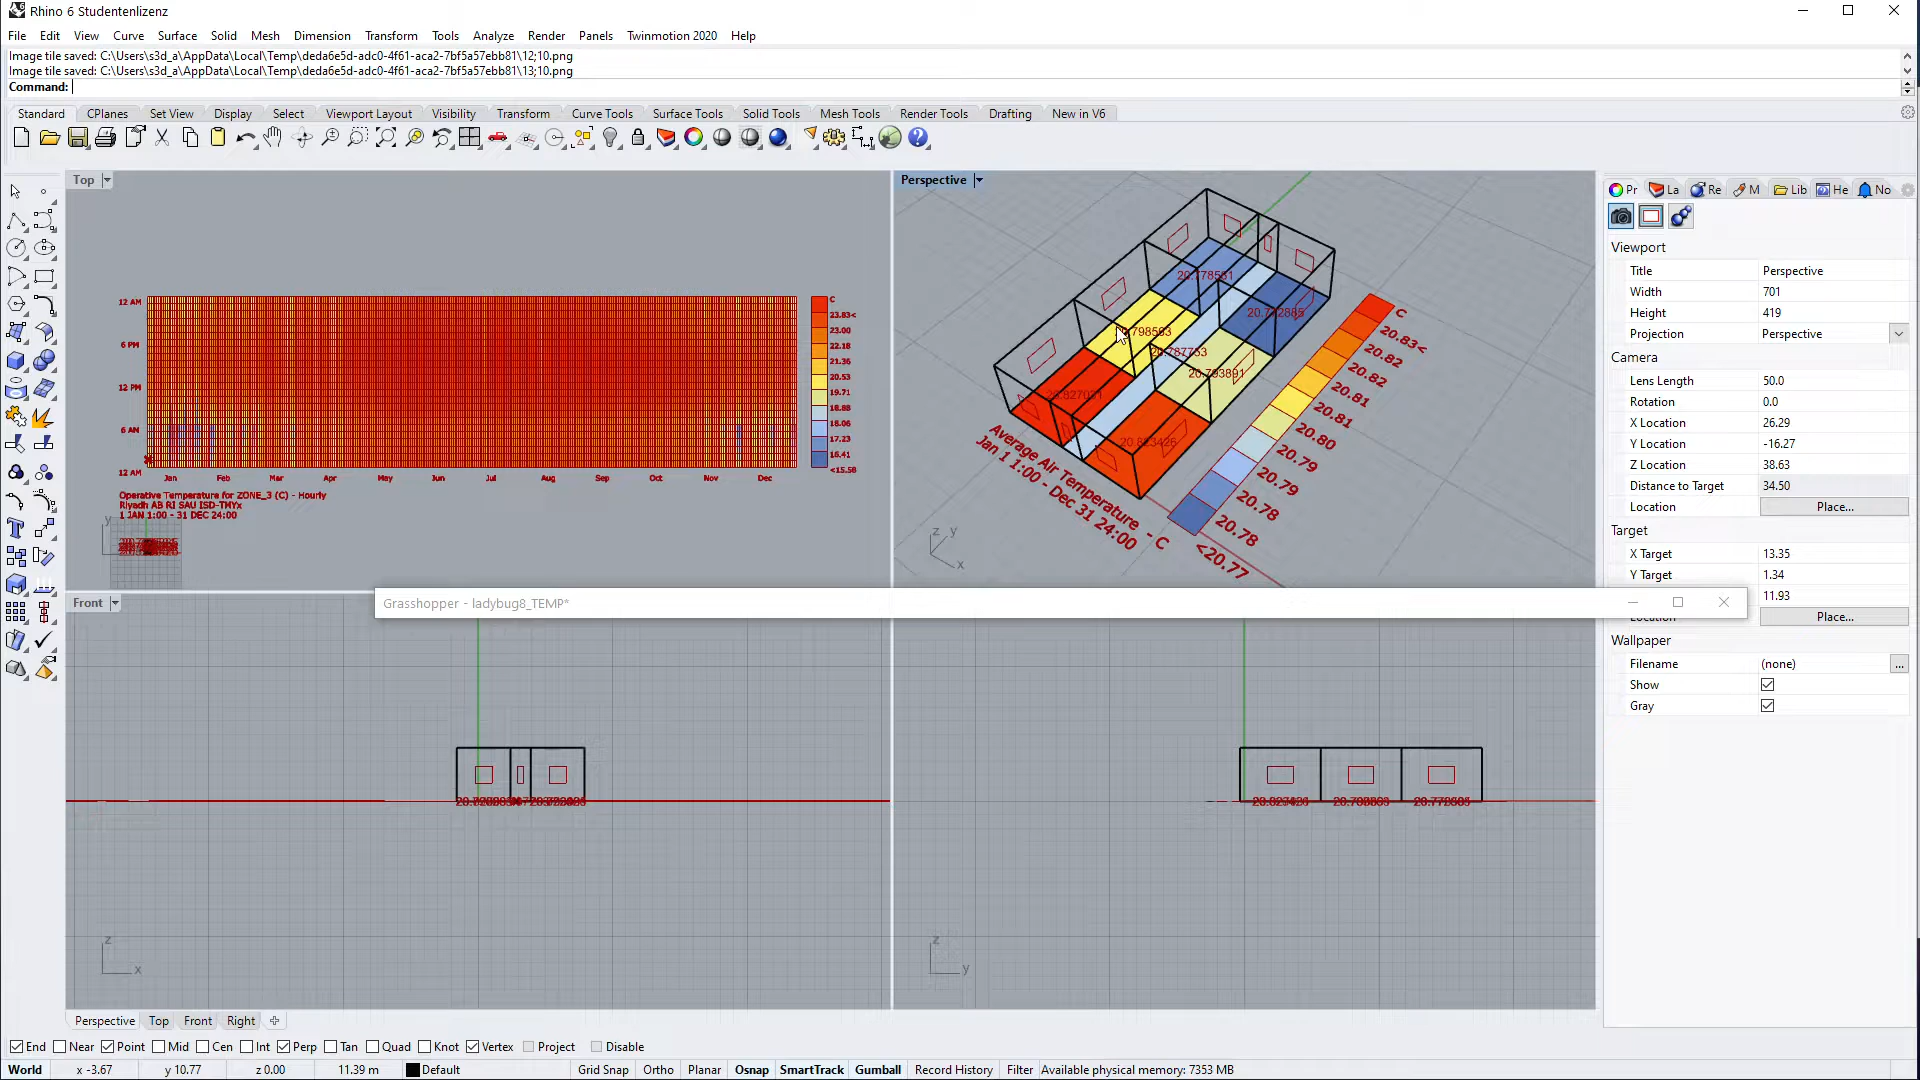 Rhino 6 Studentenlizenz
File Edit View Curve Surface Solid Mesh Dimension Transform Tools Analyze Render Panels Twinmotion 2020 Help
Image tile saved: C:\Users\s3d_a\AppData\Local\Temp\deda6e5d-adc0-4f61-aca2-7bf5a57ebb81\12;10.png
Image tile saved: C:\Users\s3d_a\AppData\Local\Temp\deda6e5d-adc0-4f61-aca2-7bf5a57ebb81\13;10.png
Command:
Standard CPlanes Set View Display Select Viewport Layout Visibility Transform Curve Tools Surface Tools Solid Tools Mesh Tools Render Tools Drafting New in V6
Top
12 AM
6 PM
12 PM
6 AM
12 AM
Jan Feb Mar Apr May Jun Jul Aug Sep Oct Nov Dec
C
23.83<
23.00
22.18
21.36
20.53
19.71
18.88
18.06
17.23
16.41
<15.58
Operative Temperature for ZONE_3 (C) - Hourly
Riyadh AB RI SAU ISD-TMYx
1 JAN 1:00 - 31 DEC 24:00
y
Perspective
20.787733
20.793891
Average Air Temperature - C
Jan 1 1:00 - Dec 31 24:00
C
20.83<
20.82
20.82
20.81
20.81
20.80
20.79
20.79
20.78
20.78
<20.77
z y
x
Pr La Re M Lib He No
Viewport
Title Perspective
Width 701
Height 419
Projection Perspective
Camera
Lens Length 50.0
Rotation 0.0
X Location 26.29
Y Location -16.27
Z Location 38.63
Distance to Target 34.50
Location Place...
Target
X Target 13.35
Y Target 1.34
11.93
Location Place...
Wallpaper
Filename (none) ...
Show
Gray
Grasshopper - ladybug8_TEMP*
Front
z
x
z
y
Perspective Top Front Right
End Near Point Mid Cen Int Perp Tan Quad Knot Vertex Project Disable
World x -3.67 y 10.77 z 0.00 11.39 m Default Grid Snap Ortho Planar Osnap SmartTrack Gumball Record History Filter Available physical memory: 7353 MB